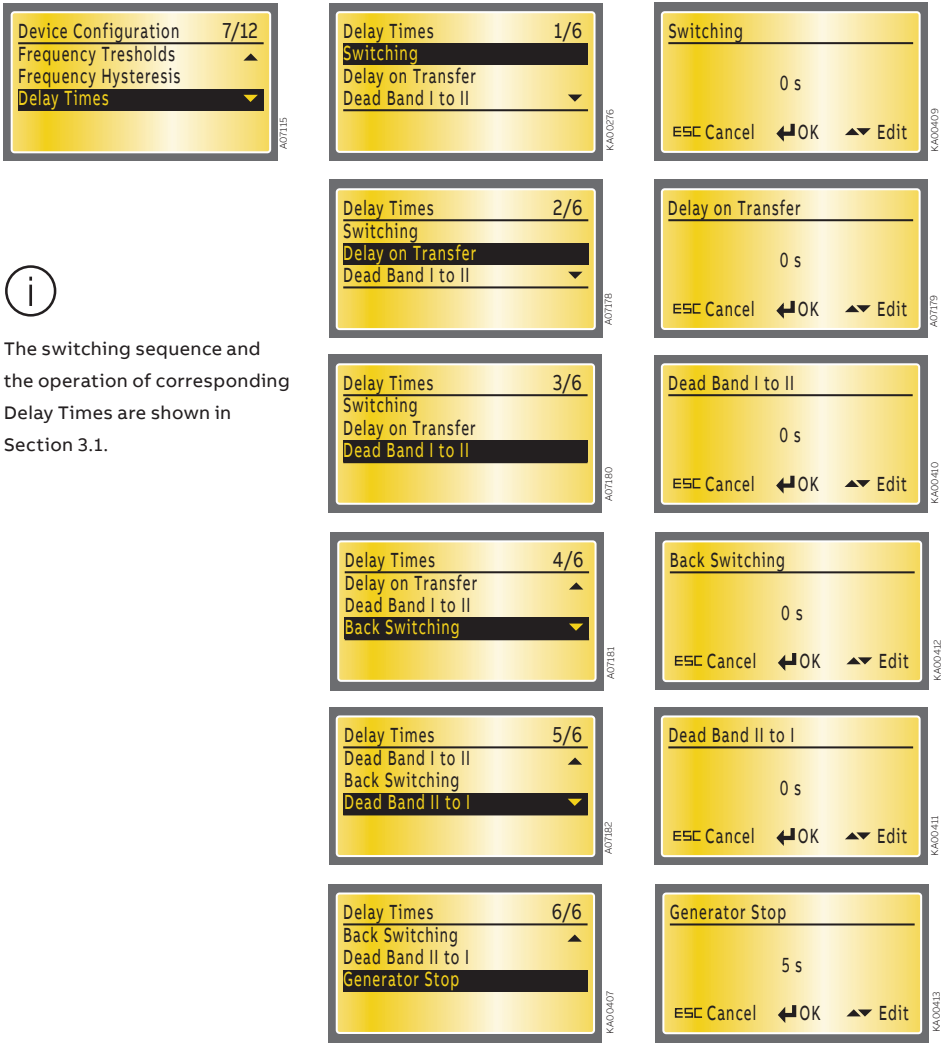 Device Configuration 7/12
Frequency Tresholds
Frequency Hysteresis
Delay Times
A07115
Delay Times 1/6
Switching
Delay on Transfer
Dead Band I to II
KA00276
Switching
0 s
ESC Cancel OK Edit
KA00409
Delay Times 2/6
Switching
Delay on Transfer
Dead Band I to II
A07178
Delay on Transfer
0 s
ESC Cancel OK Edit
A07179
i
The switching sequence and
the operation of corresponding
Delay Times are shown in
Section 3.1.
Delay Times 3/6
Switching
Delay on Transfer
Dead Band I to II
A07180
Dead Band I to II
0 s
ESC Cancel OK Edit
KA00410
Delay Times 4/6
Delay on Transfer
Dead Band I to II
Back Switching
A07181
Back Switching
0 s
ESC Cancel OK Edit
KA00412
Delay Times 5/6
Dead Band I to II
Back Switching
Dead Band II to I
A07182
Dead Band II to I
0 s
ESC Cancel OK Edit
KA00411
Delay Times 6/6
Back Switching
Dead Band II to I
Generator Stop
KA00407
Generator Stop
5 s
ESC Cancel OK Edit
KA00413